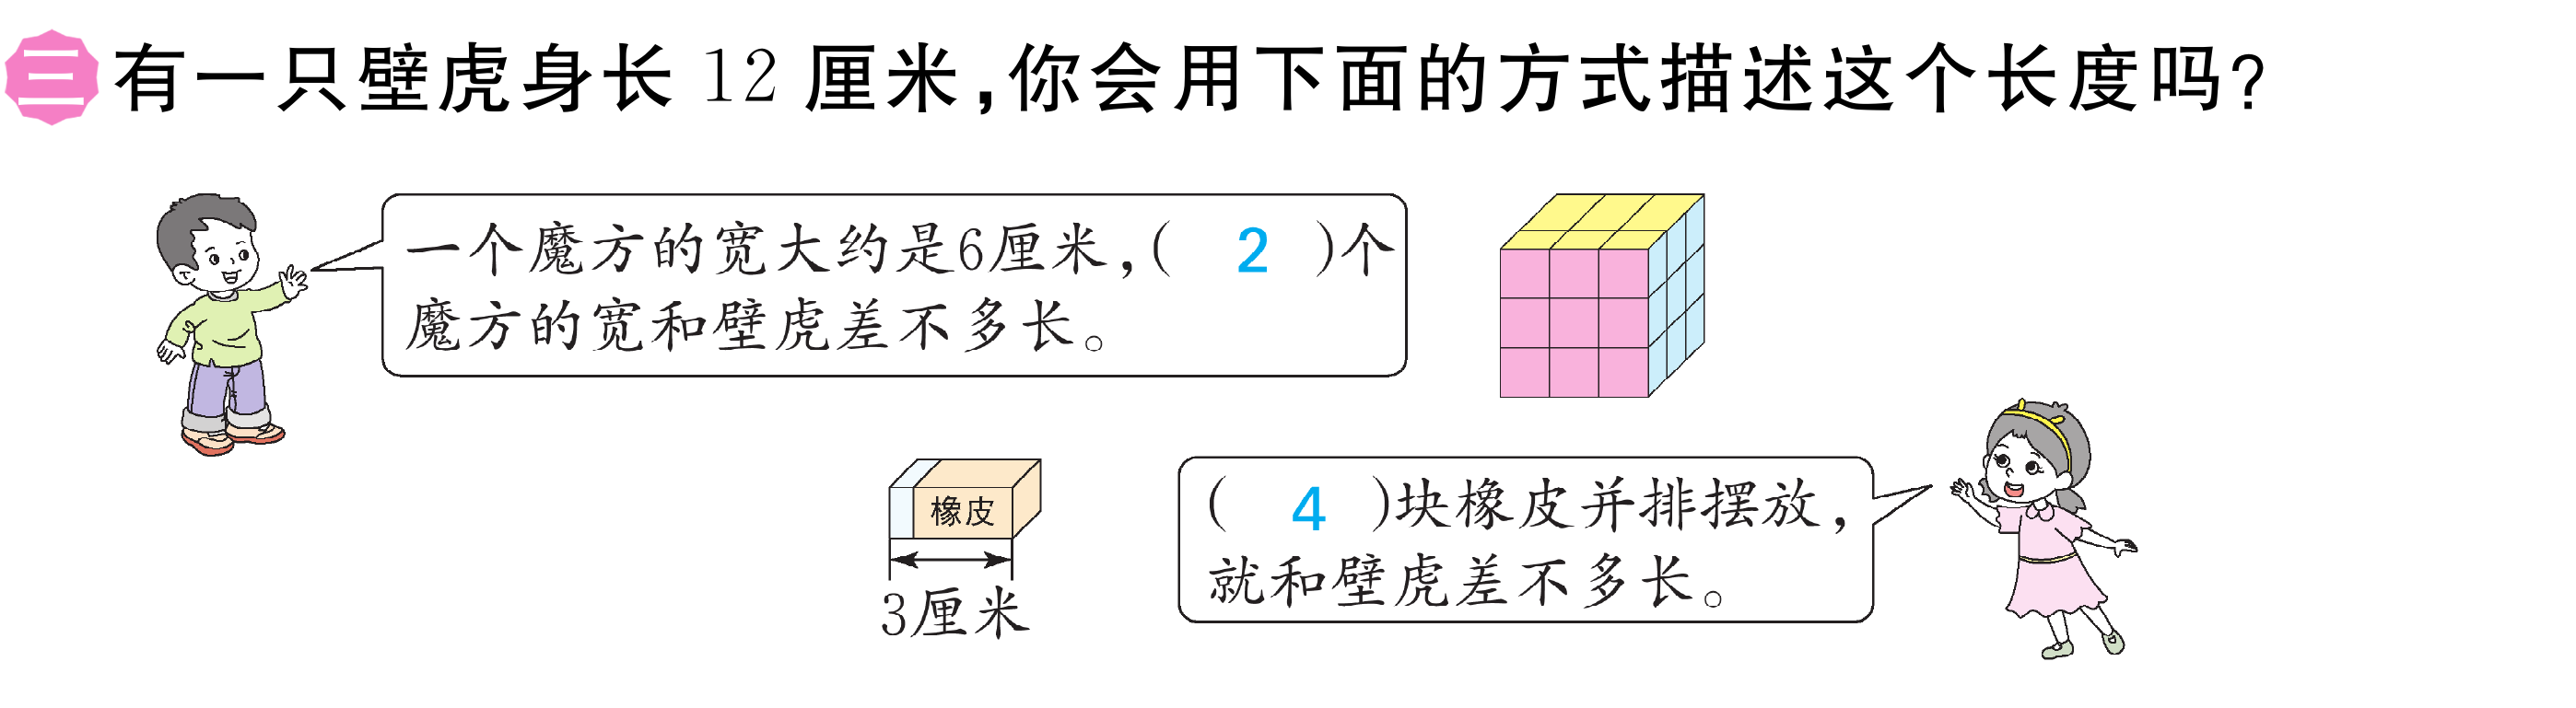 三 有一只壁虎身长 12 厘米,你会用下面的方式描述这个长度吗?
一个魔方的宽大约是6厘米,( 2 )个
魔方的宽和壁虎差不多长。
橡皮
3厘米
( 4 )块橡皮并排摆放,
就和壁虎差不多长。